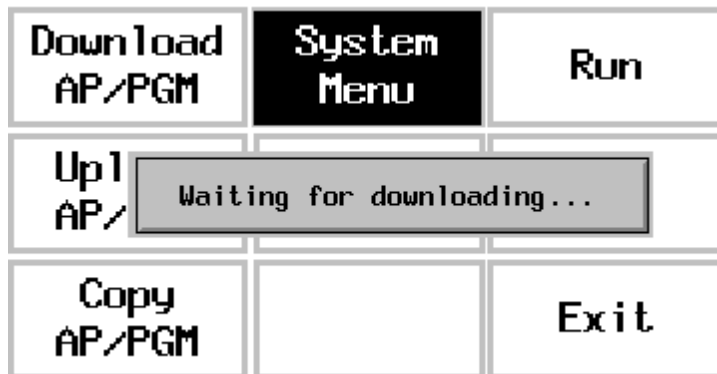 Download
AP/PGM
System
Menu
Run
Upl
AP/
Waiting for downloading...
Copy
AP/PGM
Exit